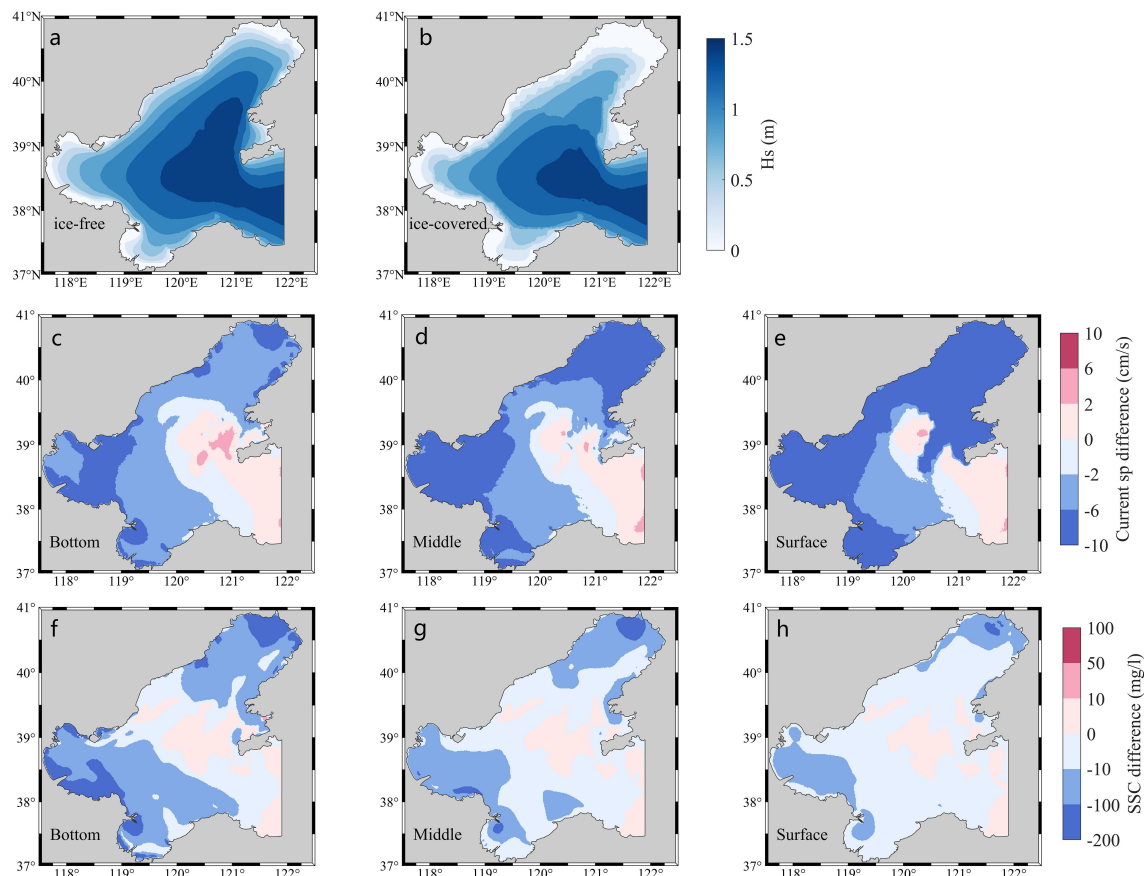 41°N
40°N
39°N
38°N
37°N
a
ice-free
118°E
119°E
120°E
121°E
122°E
41°N
40°N
39°N
38°N
37°N
b
ice-covered
118°E
119°E
120°E
121°E
122°E
1.5
1
0.5
0
Hs (m)
41°
40°
39°
38°
37°
c
Bottom
118°
119°
120°
121°
122°
41°
40°
39°
38°
37°
d
Middle
118°
119°
120°
121°
122°
41°
40°
39°
38°
37°
e
Surface
118°
119°
120°
121°
122°
10
6
2
0
-2
-6
-10
Current sp difference (cm/s)
41°
40°
39°
38°
37°
f
Bottom
118°
119°
120°
121°
122°
41°
40°
39°
38°
37°
g
Middle
118°
119°
120°
121°
122°
41°
40°
39°
38°
37°
h
Surface
118°
119°
120°
121°
122°
100
50
10
0
-10
-100
-200
SSC difference (mg/l)